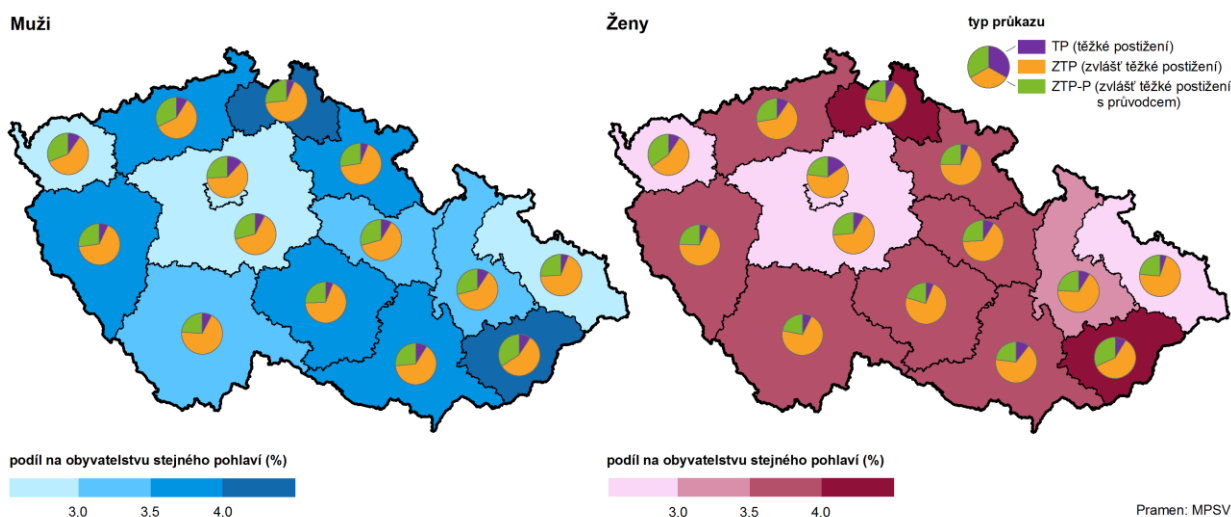 Muži
Ženy
typ průkazu
TP (těžké postižení)
ZTP (zvlášť těžké postižení)
ZTP-P (zvlášť těžké postižení
s průvodcem)
podíl na obyvatelstvu stejného pohlaví (%)
3.0 3.5 4.0
podíl na obyvatelstvu stejného pohlaví (%)
3.0 3.5 4.0
Pramen: MPSV